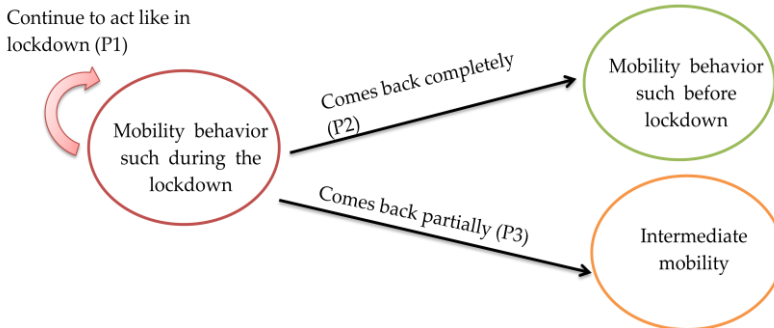 Continue to act like in
lockdown (P1)
Mobility behavior
such during the
lockdown
Comes back completely
(P2)
Mobility behavior
such before
lockdown
Comes back partially (P3)
Intermediate
mobility